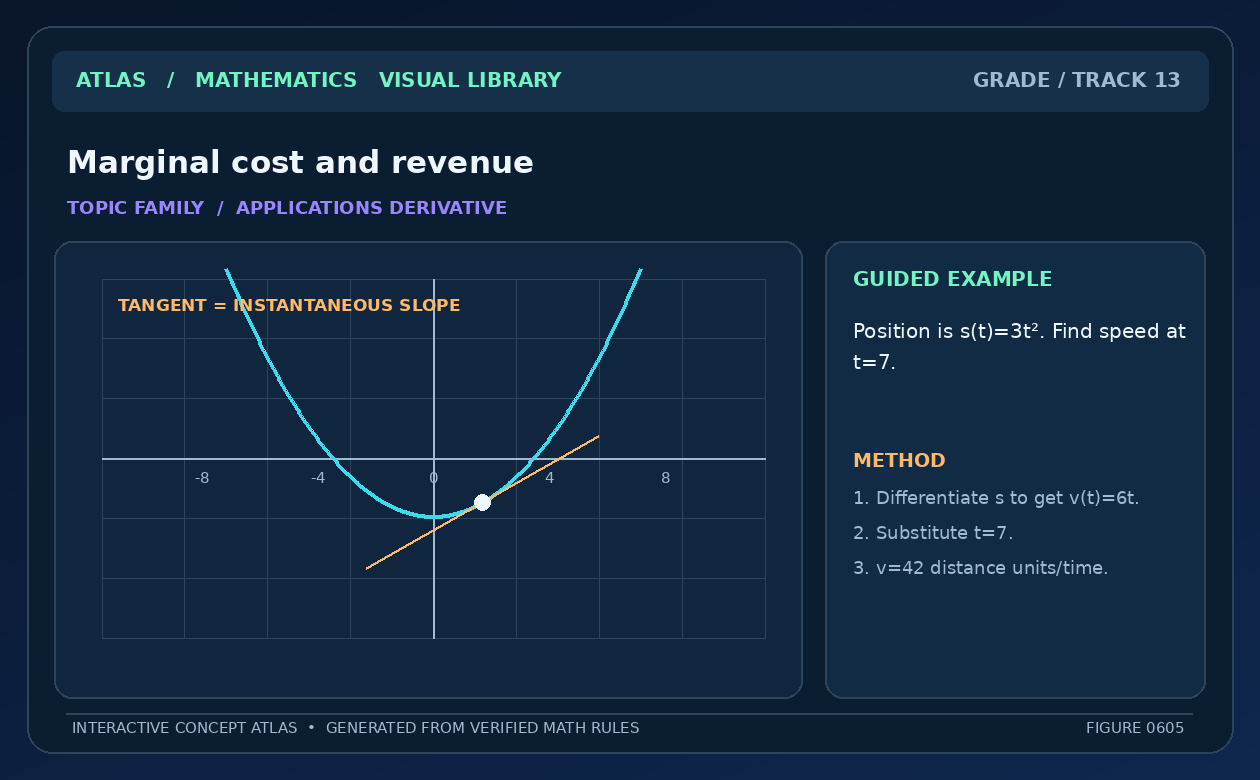 ATLAS / MATHEMATICS VISUAL LIBRARY
GRADE / TRACK 13
Marginal cost and revenue
TOPIC FAMILY / APPLICATIONS DERIVATIVE
TANGENT = INSTANTANEOUS SLOPE
-8 -4 0 4 8
GUIDED EXAMPLE
Position is s(t)=3t². Find speed at
t=7.
METHOD
1. Differentiate s to get v(t)=6t.
2. Substitute t=7.
3. v=42 distance units/time.
INTERACTIVE CONCEPT ATLAS • GENERATED FROM VERIFIED MATH RULES
FIGURE 0605